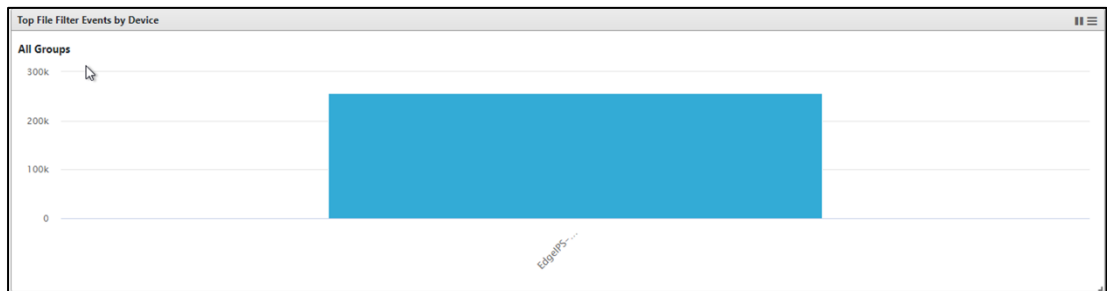 Top File Filter Events by Device
All Groups
300k
200k
100k
0
EdgeIPS-...